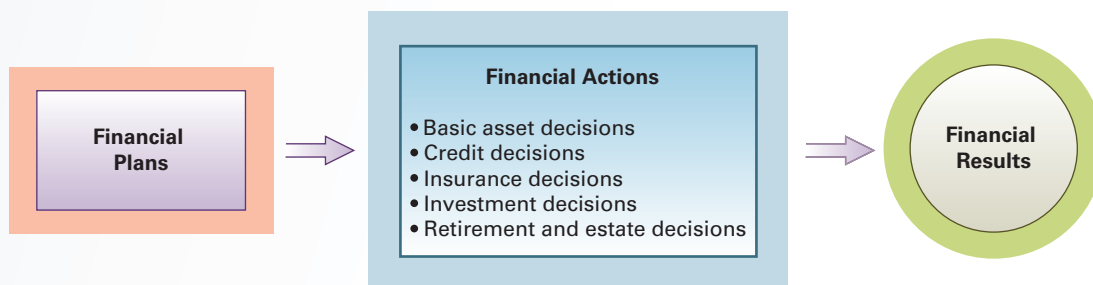 Financial
Plans
Financial Actions
• Basic asset decisions
• Credit decisions
• Insurance decisions
• Investment decisions
• Retirement and estate decisions
Financial
Results